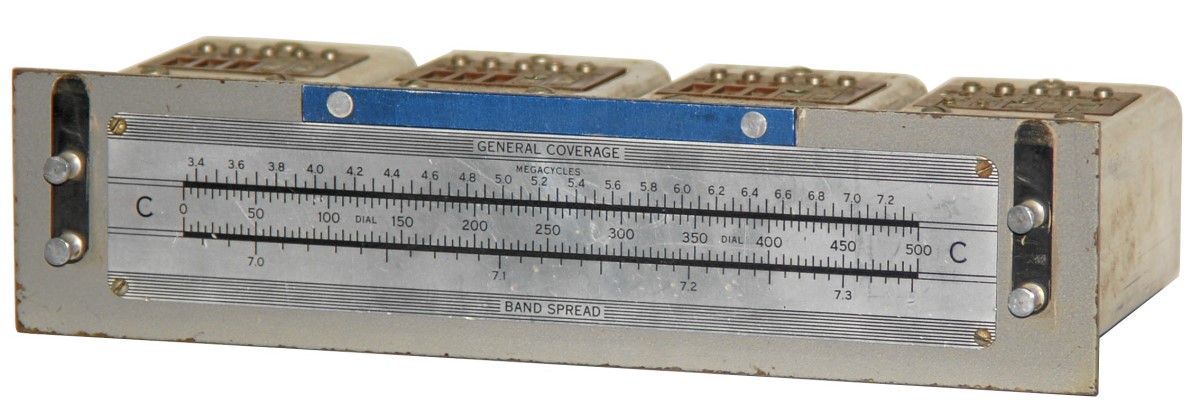 GENERAL COVERAGE
MEGACYCLES
3.4 3.6 3.8 4.0 4.2 4.4 4.6 4.8 5.0 5.2 5.4 5.6 5.8 6.0 6.2 6.4 6.6 6.8 7.0 7.2
C 0 50 100 DIAL 150 200 250 300 350 DIAL 400 450 500 C
7.0 7.1 7.2 7.3
BAND SPREAD